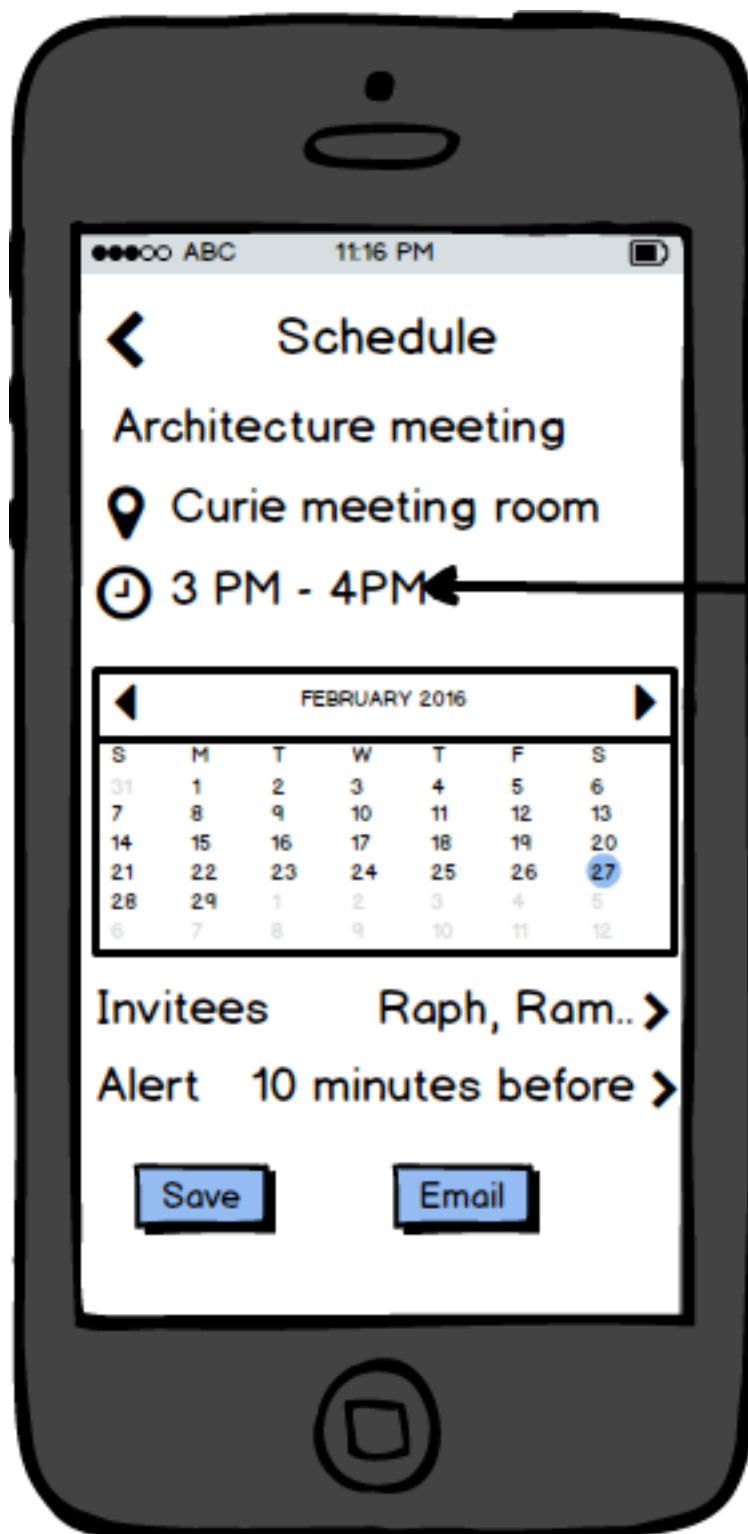 ABC 11:16 PM
Schedule
Architecture meeting
Curie meeting room
3 PM - 4PM
FEBRUARY 2016
S M T W T F S
31 1 2 3 4 5 6
7 8 9 10 11 12 13
14 15 16 17 18 19 20
21 22 23 24 25 26 27
28 29 1 2 3 4 5
6 7 8 9 10 11 12
Invitees Raph, Ram..
Alert 10 minutes before
Save Email